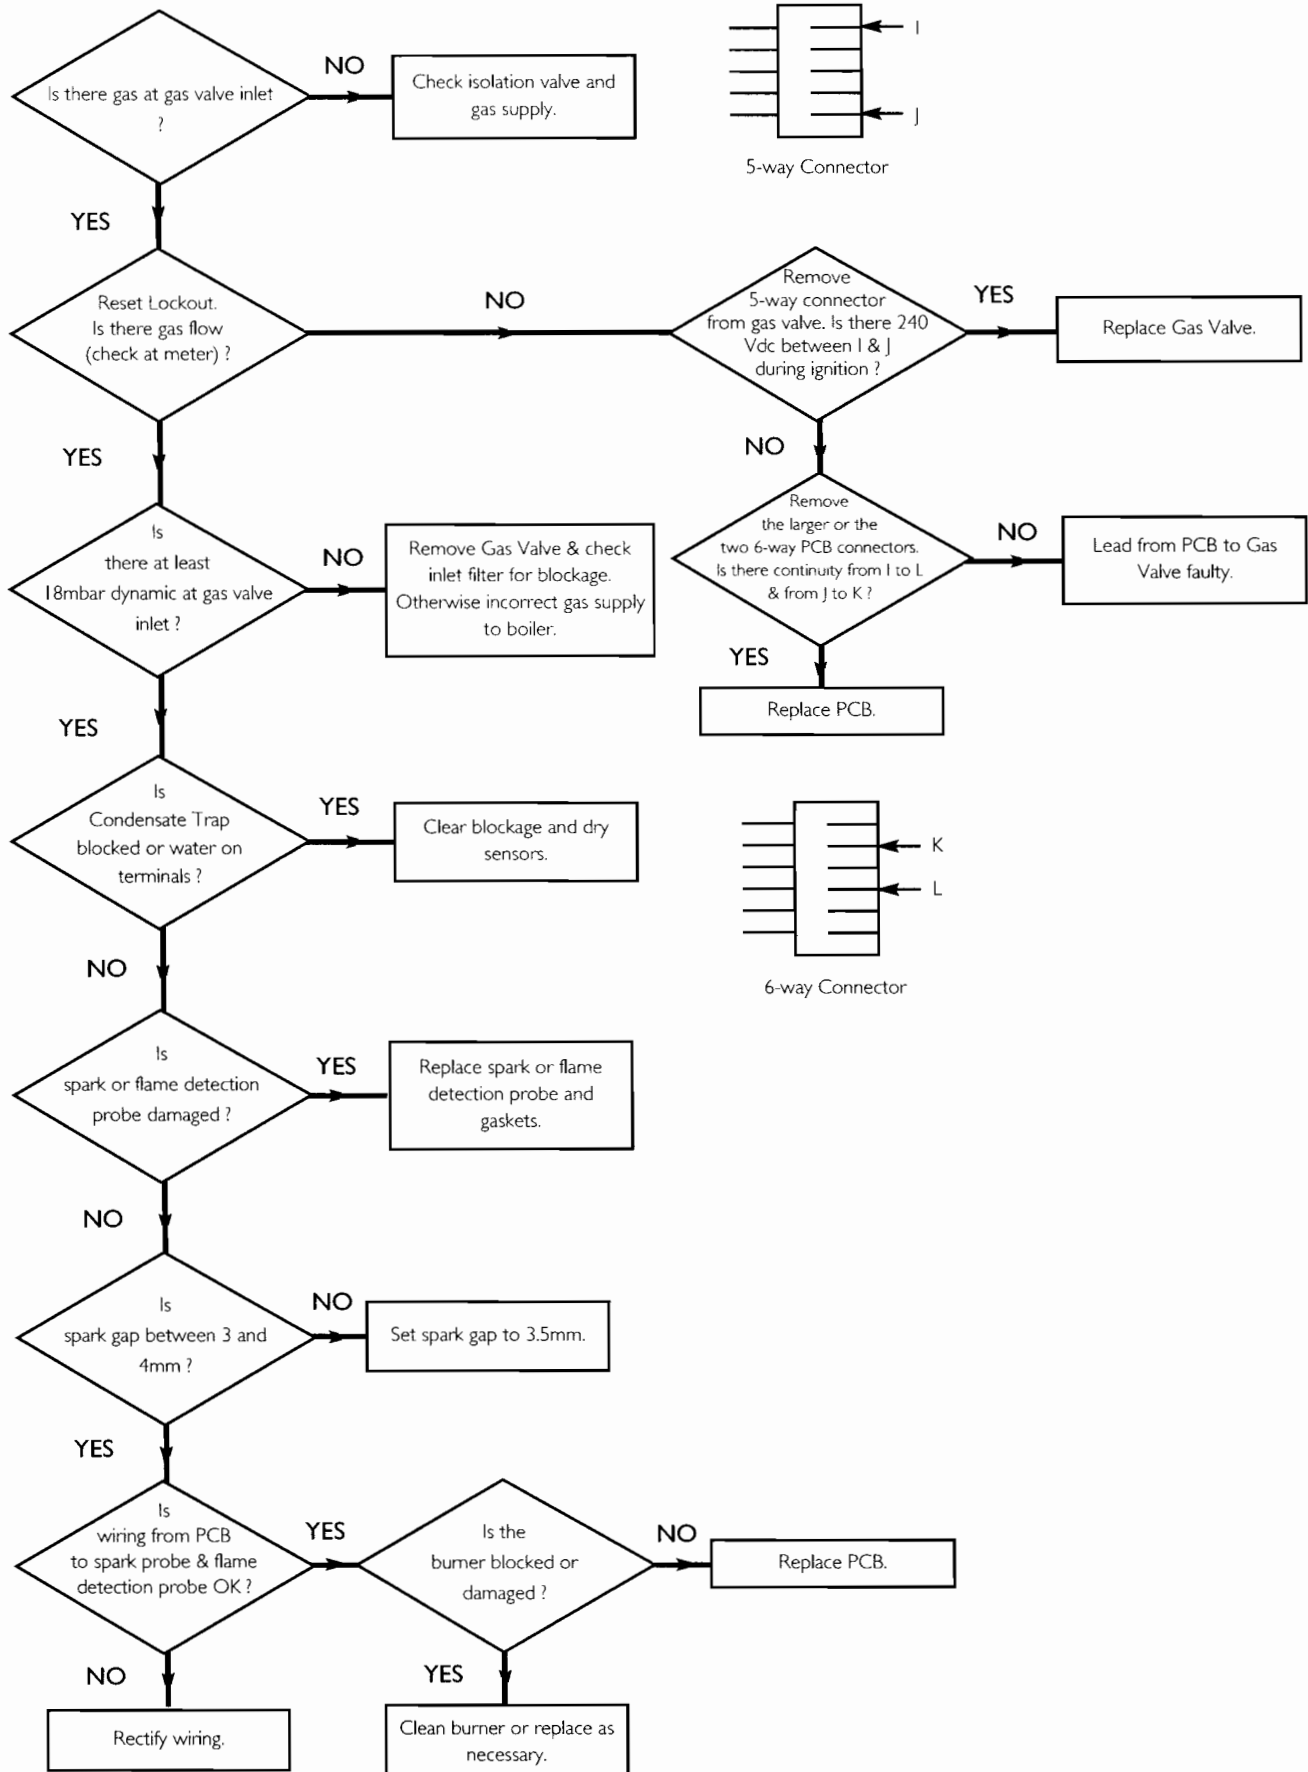 Is there gas at gas valve inlet
?
NO
Check isolation valve and
gas supply.
I
J
5-way Connector
YES
Reset Lockout.
Is there gas flow
(check at meter) ?
NO
Remove
5-way connector
from gas valve. Is there 240
Vdc between I & J
during ignition ?
YES
Replace Gas Valve.
YES
NO
Is
there at least
18mbar dynamic at gas valve
inlet ?
NO
Remove Gas Valve & check
inlet filter for blockage.
Otherwise incorrect gas supply
to boiler.
Remove
the larger or the
two 6-way PCB connectors.
Is there continuity from I to L
& from J to K ?
NO
Lead from PCB to Gas
Valve faulty.
YES
Replace PCB.
YES
Is
Condensate Trap
blocked or water on
terminals ?
YES
Clear blockage and dry
sensors.
K
L
6-way Connector
NO
Is
spark or flame detection
probe damaged ?
YES
Replace spark or flame
detection probe and
gaskets.
NO
Is
spark gap between 3 and
4mm ?
NO
Set spark gap to 3.5mm.
YES
Is
wiring from PCB
to spark probe & flame
detection probe OK ?
YES
Is the
burner blocked or
damaged ?
NO
Replace PCB.
NO
Rectify wiring.
YES
Clean burner or replace as
necessary.